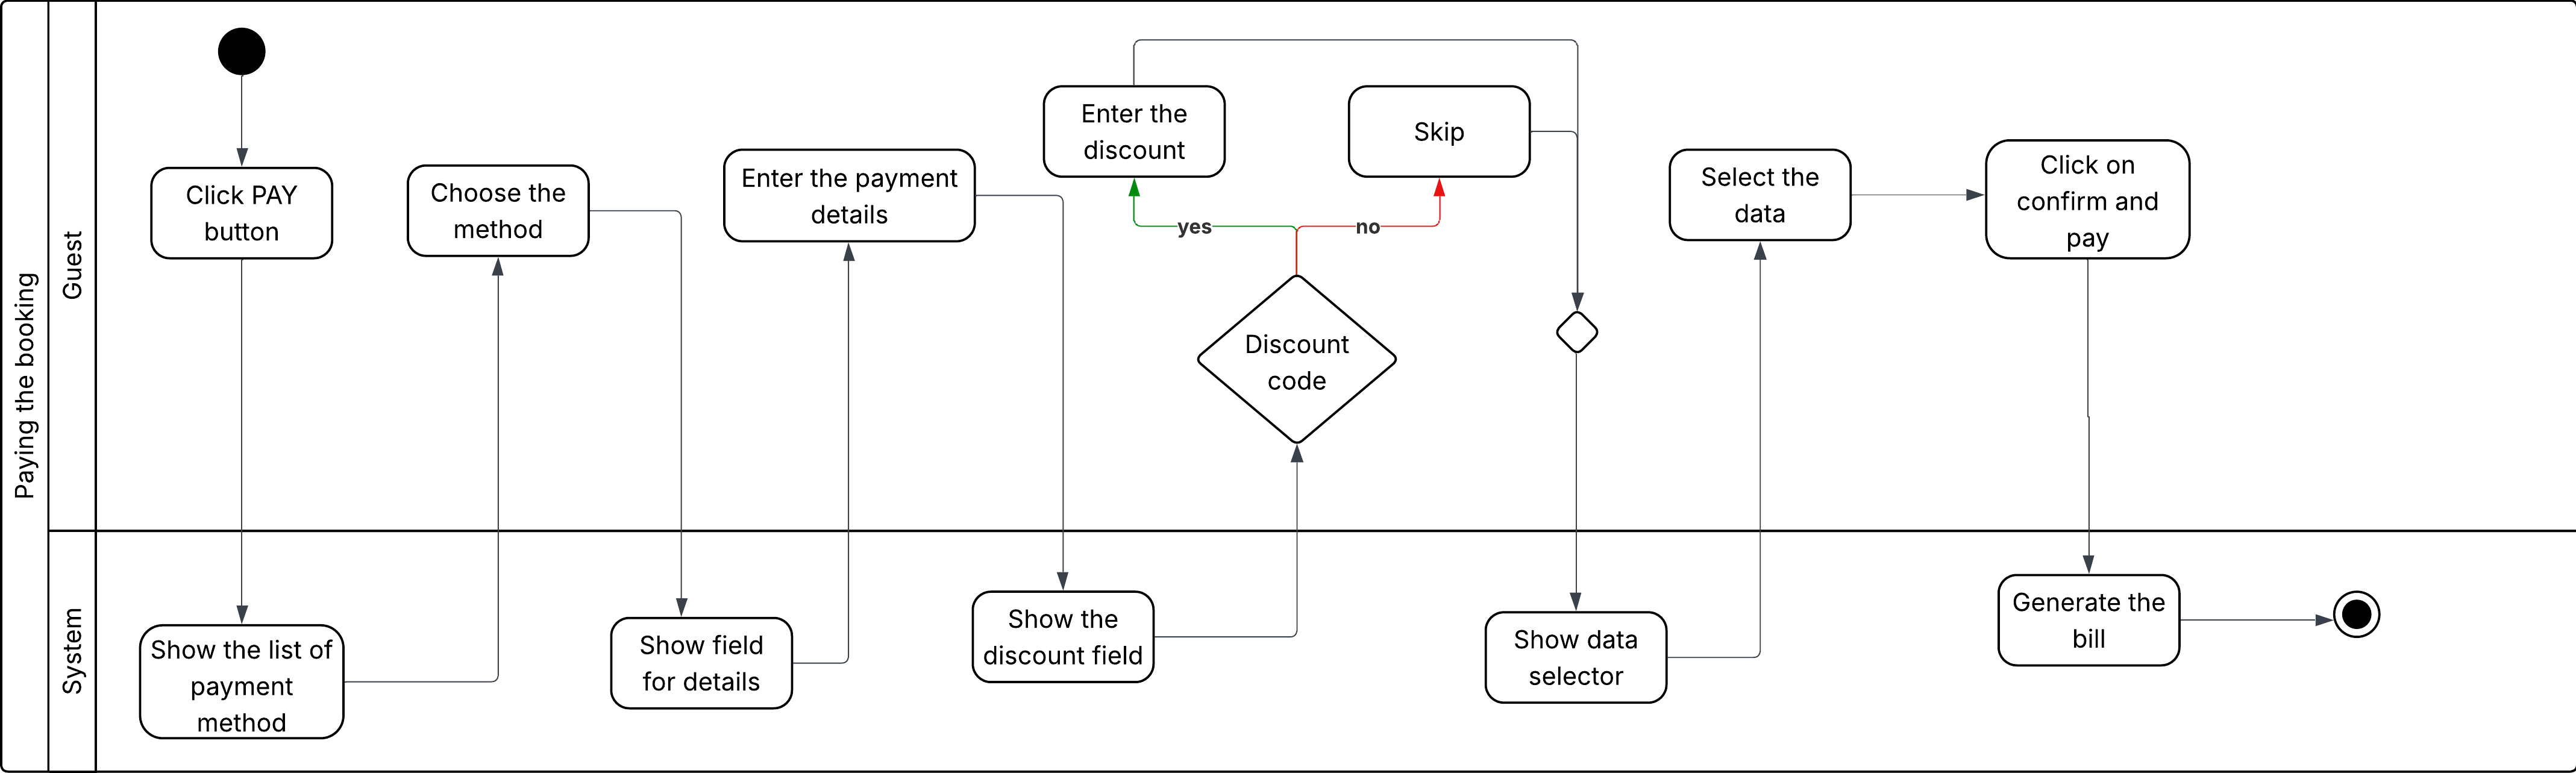 Paying the booking
Guest
System
Click PAY
button
Show the list of
payment
method
Choose the
method
Show field
for details
Enter the payment
details
Show the
discount field
Discount
code
yes
no
Enter the
discount
Skip
Show data
selector
Select the
data
Click on
confirm and
pay
Generate the
bill